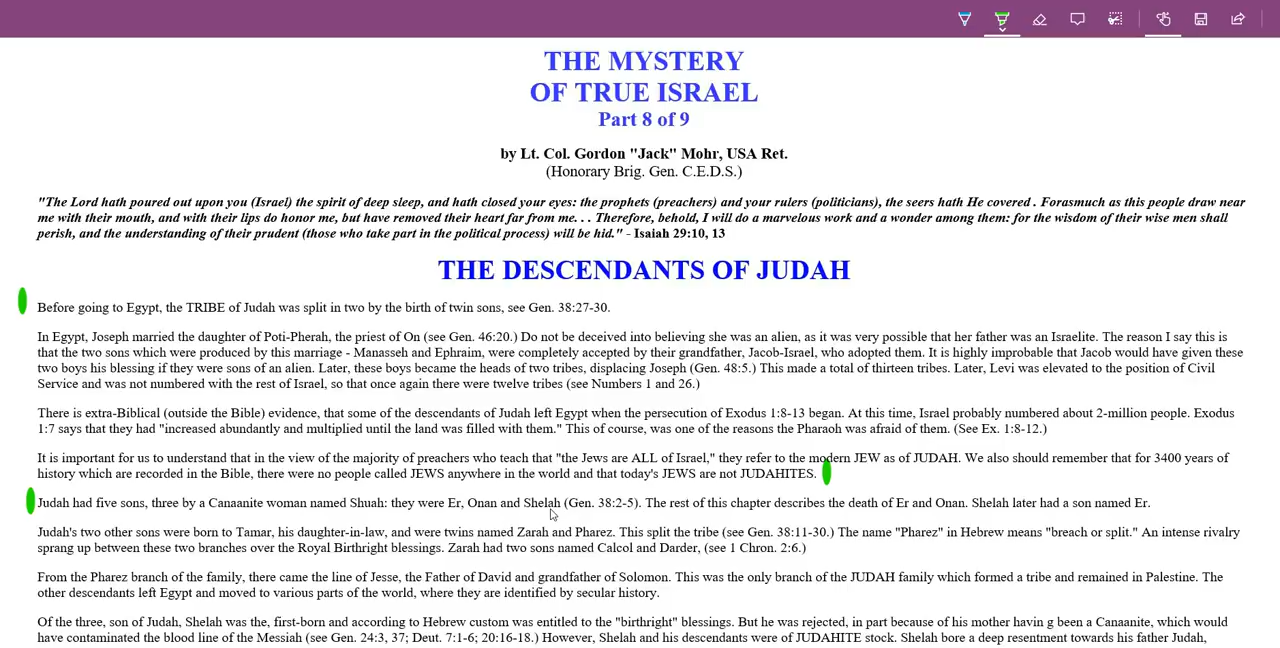 THE MYSTERY
OF TRUE ISRAEL
Part 8 of 9
by Lt. Col. Gordon "Jack" Mohr, USA Ret.
(Honorary Brig. Gen. C.E.D.S.)
"The Lord hath poured out upon you (Israel) the spirit of deep sleep, and hath closed your eyes: the prophets (preachers) and your rulers (politicians), the seers hath He covered . Forasmuch as this people draw near
me with their mouth, and with their lips do honor me, but have removed their heart far from me. . . Therefore, behold, I will do a marvelous work and a wonder among them: for the wisdom of their wise men shall
perish, and the understanding of their prudent (those who take part in the political process) will be hid." - Isaiah 29:10, 13
THE DESCENDANTS OF JUDAH
Before going to Egypt, the TRIBE of Judah was split in two by the birth of twin sons, see Gen. 38:27-30.
In Egypt, Joseph married the daughter of Poti-Pherah, the priest of On (see Gen. 46:20.) Do not be deceived into believing she was an alien, as it was very possible that her father was an Israelite. The reason I say this is
that the two sons which were produced by this marriage - Manasseh and Ephraim, were completely accepted by their grandfather, Jacob-Israel, who adopted them. It is highly improbable that Jacob would have given these
two boys his blessing if they were sons of an alien. Later, these boys became the heads of two tribes, displacing Joseph (Gen. 48:5.) This made a total of thirteen tribes. Later, Levi was elevated to the position of Civil
Service and was not numbered with the rest of Israel, so that once again there were twelve tribes (see Numbers 1 and 26.)
There is extra-Biblical (outside the Bible) evidence, that some of the descendants of Judah left Egypt when the persecution of Exodus 1:8-13 began. At this time, Israel probably numbered about 2-million people. Exodus
1:7 says that they had "increased abundantly and multiplied until the land was filled with them." This of course, was one of the reasons the Pharaoh was afraid of them. (See Ex. 1:8-12.)
It is important for us to understand that in the view of the majority of preachers who teach that "the Jews are ALL of Israel," they refer to the modern JEW as of JUDAH. We also should remember that for 3400 years of
history which are recorded in the Bible, there were no people called JEWS anywhere in the world and that today's JEWS are not JUDAHITES.
Judah had five sons, three by a Canaanite woman named Shuah: they were Er, Onan and Shelah (Gen. 38:2-5). The rest of this chapter describes the death of Er and Onan. Shelah later had a son named Er.
Judah's two other sons were born to Tamar, his daughter-in-law, and were twins named Zarah and Pharez. This split the tribe (see Gen. 38:11-30.) The name "Pharez" in Hebrew means "breach or split." An intense rivalry
sprang up between these two branches over the Royal Birthright blessings. Zarah had two sons named Calcol and Darder, (see 1 Chron. 2:6.)
From the Pharez branch of the family, there came the line of Jesse, the Father of David and grandfather of Solomon. This was the only branch of the JUDAH family which formed a tribe and remained in Palestine. The
other descendants left Egypt and moved to various parts of the world, where they are identified by secular history.
Of the three, son of Judah, Shelah was the, first-born and according to Hebrew custom was entitled to the "birthright" blessings. But he was rejected, in part because of his mother havin g been a Canaanite, which would
have contaminated the blood line of the Messiah (see Gen. 24:3, 37; Deut. 7:1-6; 20:16-18.) However, Shelah and his descendants were of JUDAHITE stock. Shelah bore a deep resentment towards his father Judah,